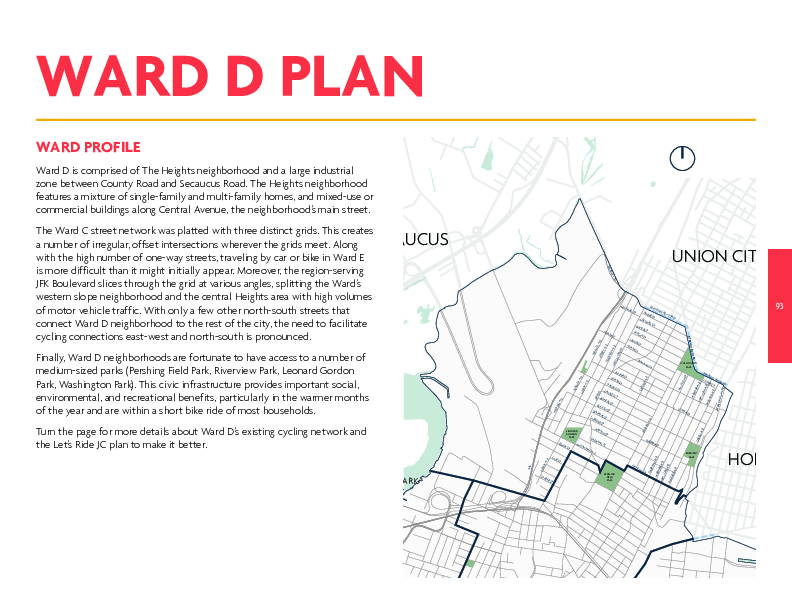 WARD D PLAN
WARD PROFILE
Ward D is comprised of The Heights neighborhood and a large industrial
zone between County Road and Secaucus Road. The Heights neighborhood
features a mixture of single-family and multi-family homes, and mixed-use or
commercial buildings along Central Avenue, the neighborhood's main street.
The Ward C street network was platted with three distinct grids. This creates
a number of irregular, offset intersections wherever the grids meet. Along
with the high number of one-way streets, traveling by car or bike in Ward E
is more difficult than it might initially appear. Moreover, the region-serving
JFK Boulevard slices through the grid at various angles, splitting the Ward's
western slope neighborhood and the central Heights area with high volumes
of motor vehicle traffic. With only a few other north-south streets that
connect Ward D neighborhood to the rest of the city, the need to facilitate
cycling connections east-west and north-south is pronounced.
Finally, Ward D neighborhoods are fortunate to have access to a number of
medium-sized parks (Pershing Field Park, Riverview Park, Leonard Gordon
Park, Washington Park). This civic infrastructure provides important social,
environmental, and recreational benefits, particularly in the warmer months
of the year and are within a short bike ride of most households.
Turn the page for more details about Ward D's existing cycling network and
the Let's Ride JC plan to make it better.
AUCUS
UNION CIT
HO
ARK
93